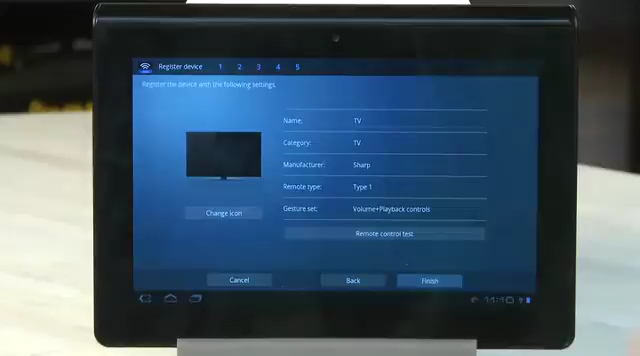 Register device 1 2 3 4 5
Register the device with the following settings.
Name: TV
Category: TV
Manufacturer: Sharp
Remote type: Type 1
Gesture set: Volume+Playback controls
Change icon
Remote control test
Cancel Back Finish